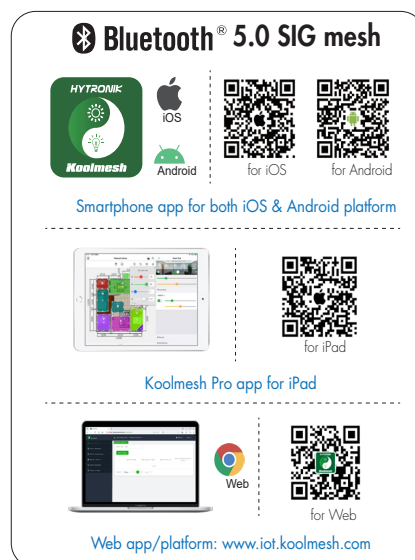 Bluetooth® 5.0 SIG mesh
HYTRONIK
Koolmesh
iOS
Android
for iOS
for Android
Smartphone app for both iOS & Android platform
for iPad
Koolmesh Pro app for iPad
Web
for Web
Web app/platform: www.iot.koolmesh.com